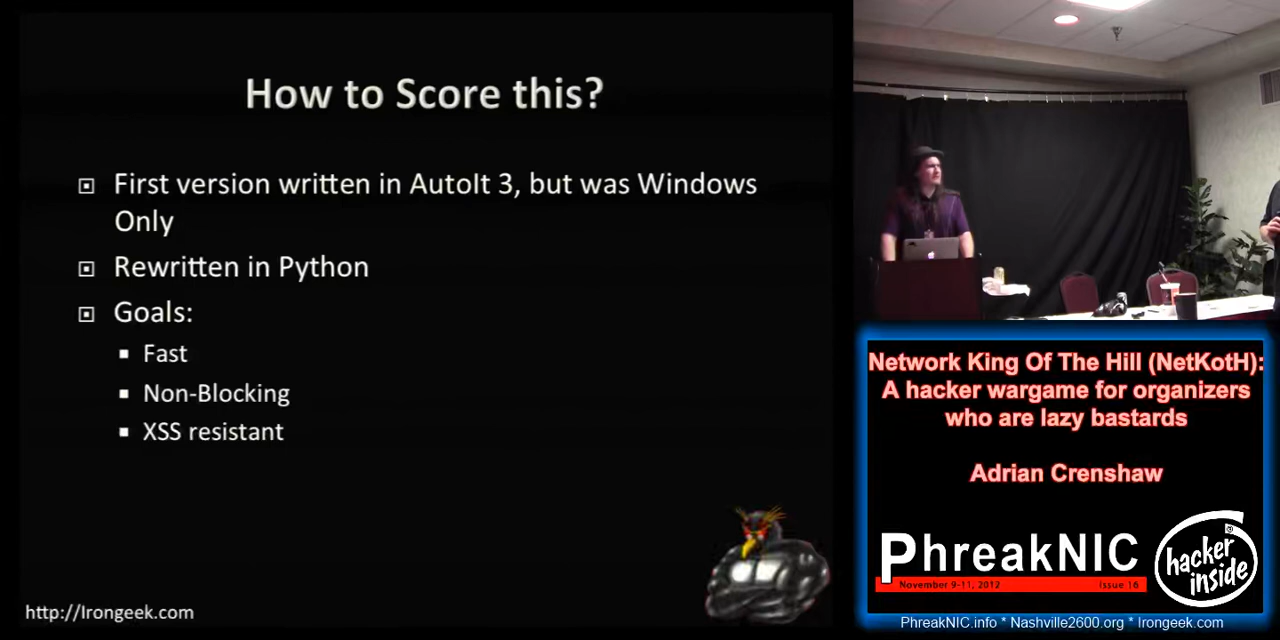 How to Score this?
First version written in AutoIt 3, but was Windows
Only
Rewritten in Python
Goals:
Fast
Non-Blocking
XSS resistant
http://Irongeek.com
Network King Of The Hill (NetKotH):
A hacker wargame for organizers
who are lazy bastards
Adrian Crenshaw
PhreakNIC
November 9-11, 2012
Issue 16
hacker
inside
PhreakNIC.info * Nashville2600.org * Irongeek.com